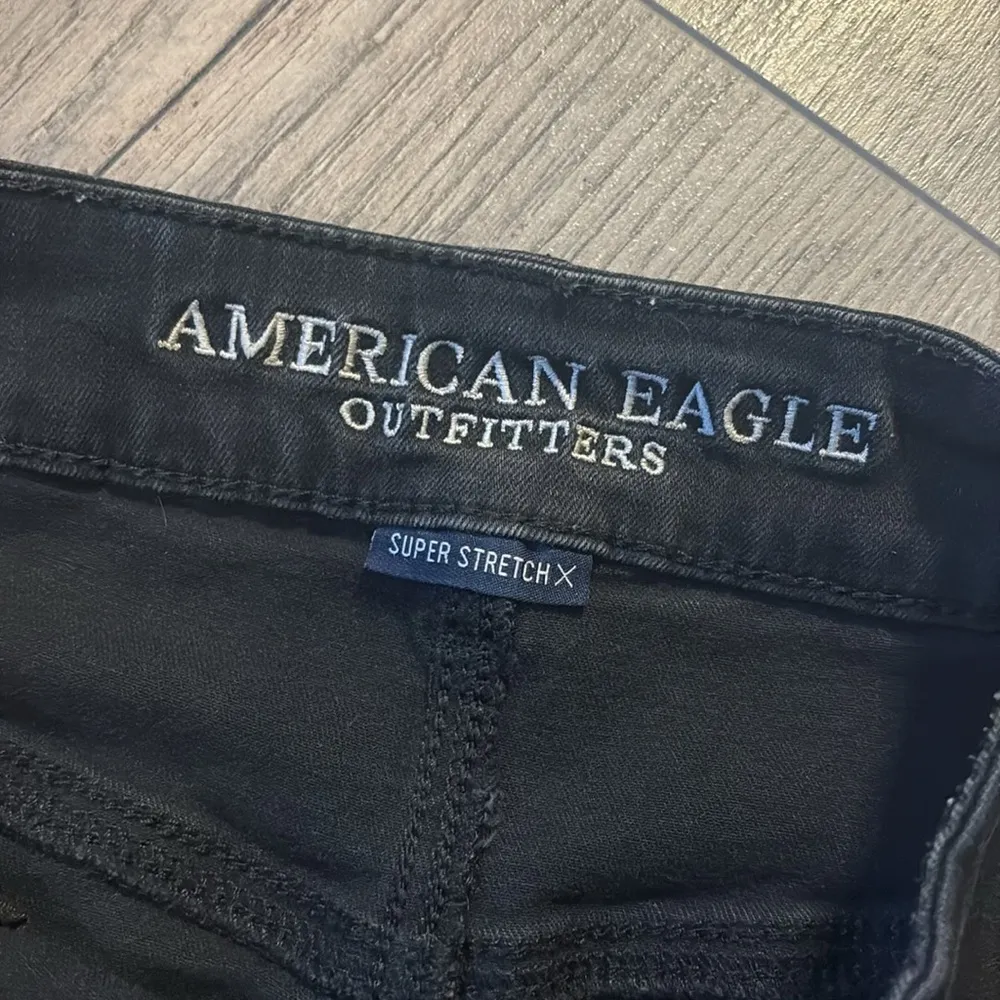 AMERICAN EAGLE
OUTFITTERS
SUPER STRETCH X